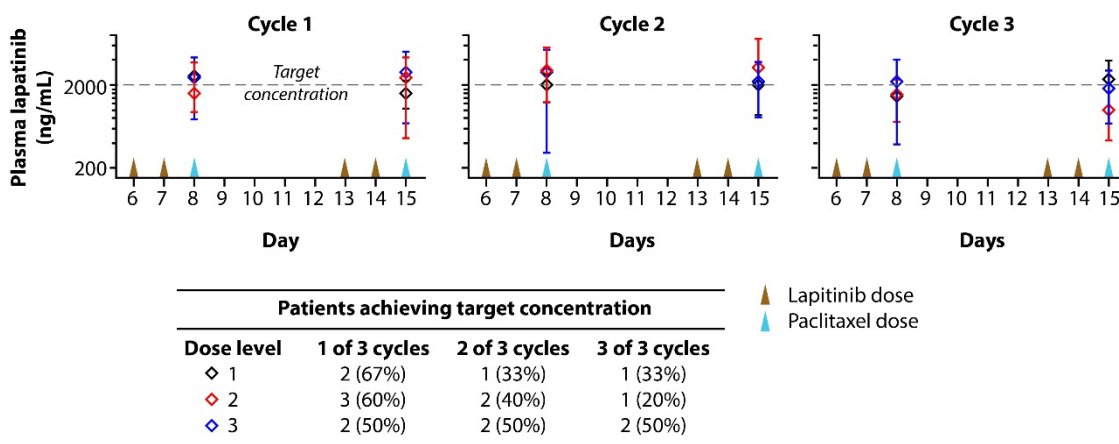 Cycle 1
Cycle 2
Cycle 3
Plasma lapatinib
(ng/mL)
2000
200
Target
concentration
2000
200
2000
200
6 7 8 9 10 11 12 13 14 15
6 7 8 9 10 11 12 13 14 15
6 7 8 9 10 11 12 13 14 15
Day
Days
Days
Patients achieving target concentration
Dose level 1 of 3 cycles 2 of 3 cycles 3 of 3 cycles
1 2 (67%) 1 (33%) 1 (33%)
2 3 (60%) 2 (40%) 1 (20%)
3 2 (50%) 2 (50%) 2 (50%)
Lapitinib dose
Paclitaxel dose